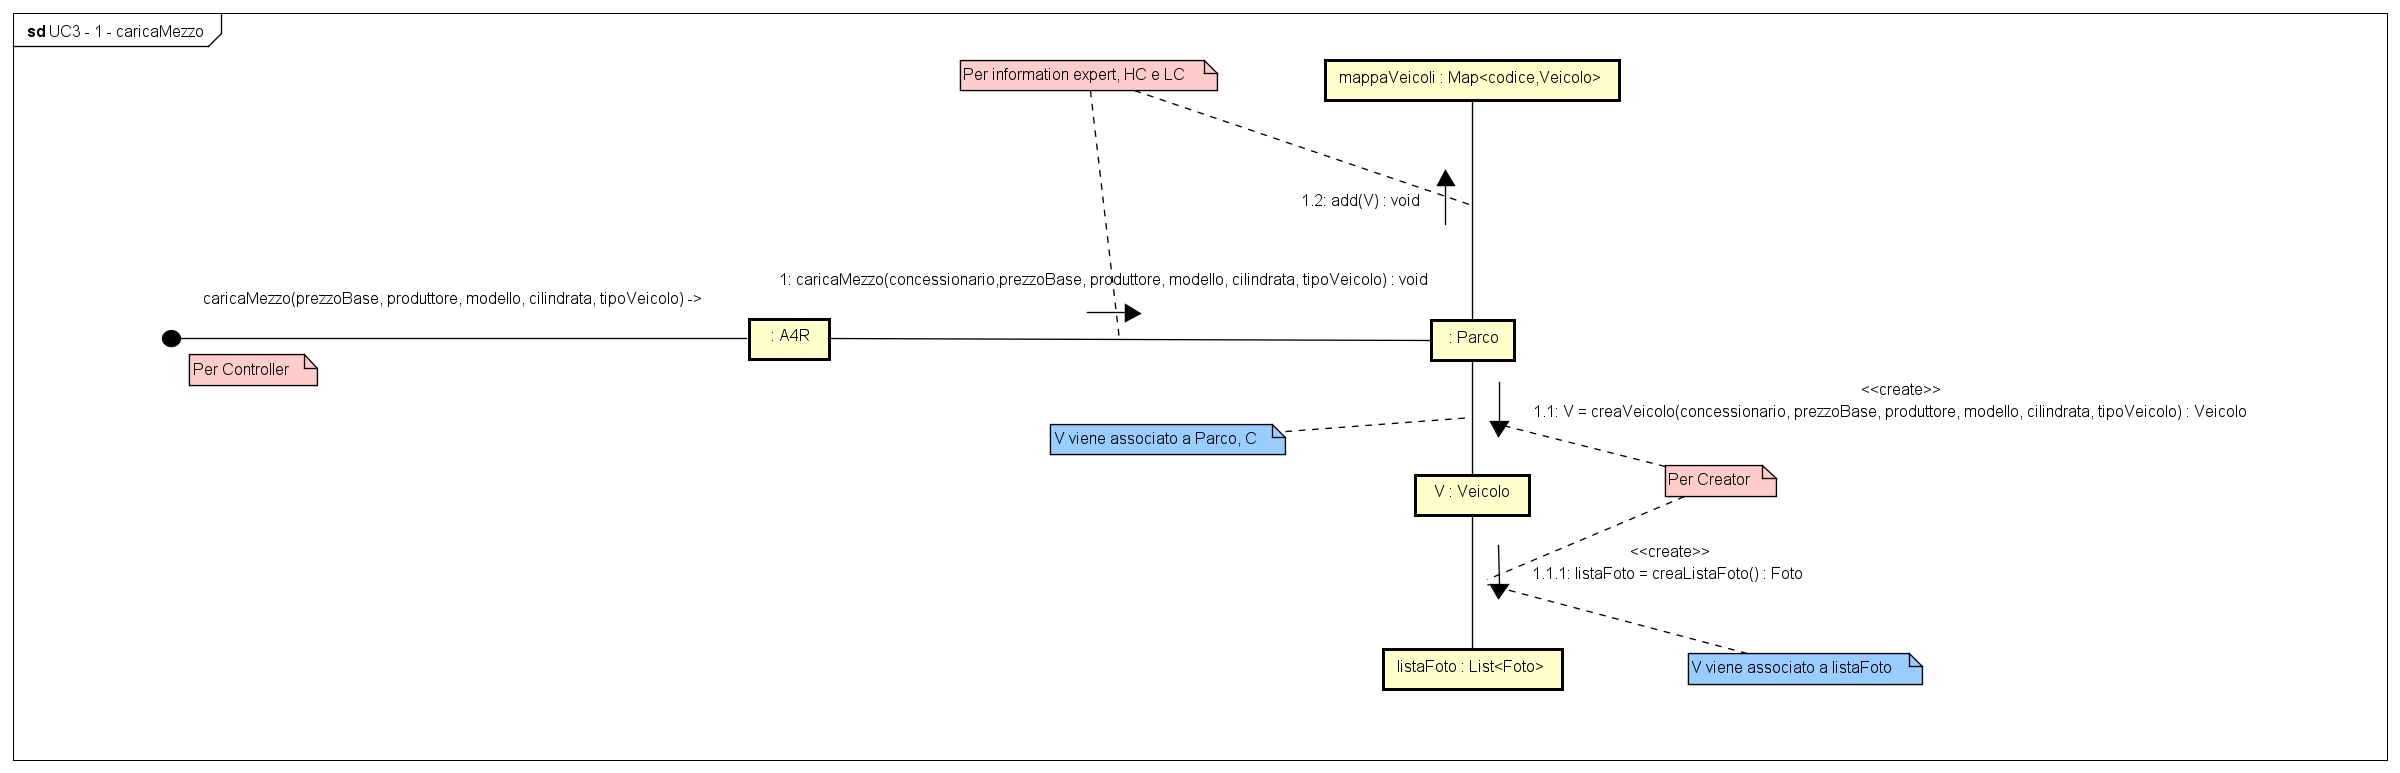 sd UC3 - 1 - caricaMezzo
Per information expert, HC e LC
mappaVeicoli : Map<codice,Veicolo>
1.2: add(V) : void
1: caricaMezzo(concessionario,prezzoBase, produttore, modello, cilindrata, tipoVeicolo) : void
caricaMezzo(prezzoBase, produttore, modello, cilindrata, tipoVeicolo) ->
: A4R
: Parco
Per Controller
<<create>>
1.1: V = creaVeicolo(concessionario, prezzoBase, produttore, modello, cilindrata, tipoVeicolo) : Veicolo
V viene associato a Parco, C
Per Creator
V : Veicolo
<<create>>
1.1.1: listaFoto = creaListaFoto() : Foto
listaFoto : List<Foto>
V viene associato a listaFoto